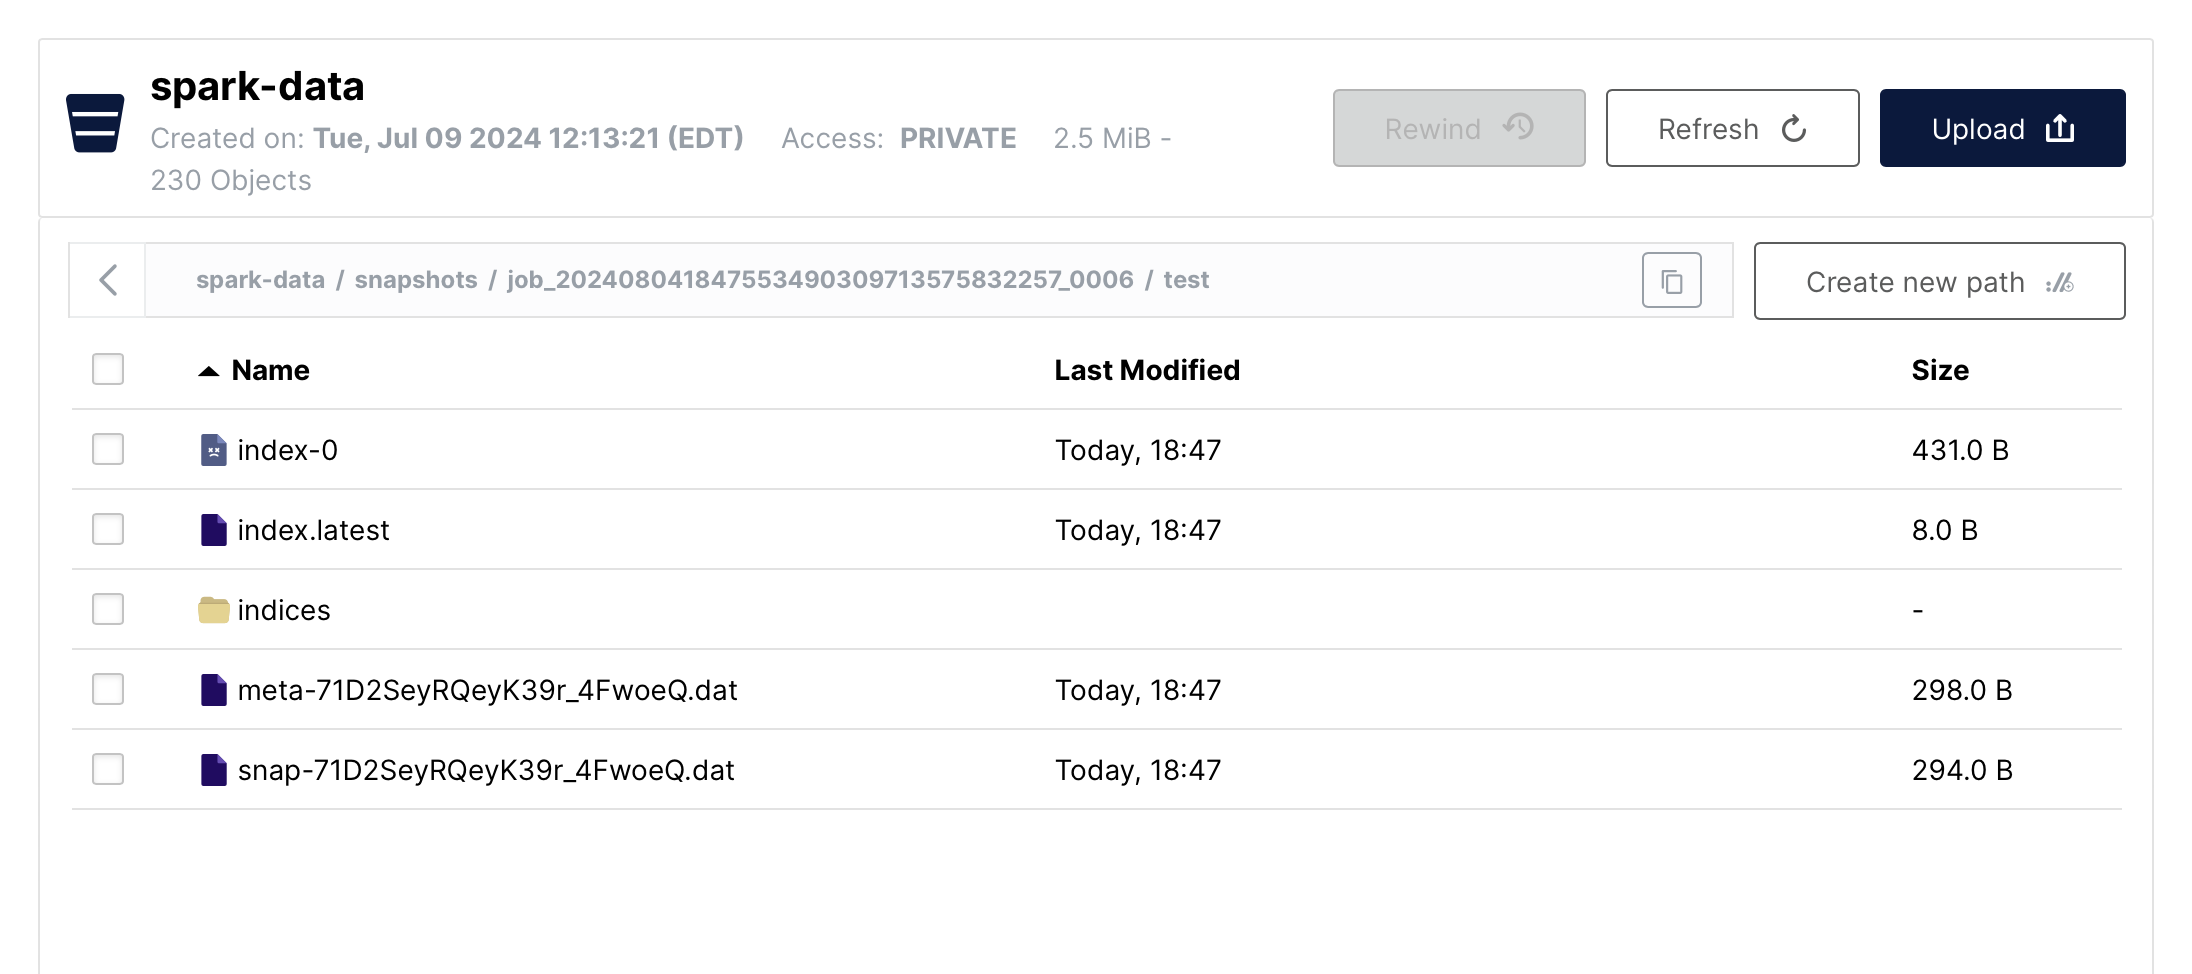 spark-data
Created on: Tue, Jul 09 2024 12:13:21 (EDT) Access: PRIVATE 2.5 MiB -
230 Objects
Rewind
Refresh
Upload
spark-data / snapshots / job_202408041847553490309713575832257_0006 / test
Create new path
Name Last Modified Size
index-0 Today, 18:47 431.0 B
index.latest Today, 18:47 8.0 B
indices -
meta-71D2SeyRQeyK39r_4FwoeQ.dat Today, 18:47 298.0 B
snap-71D2SeyRQeyK39r_4FwoeQ.dat Today, 18:47 294.0 B